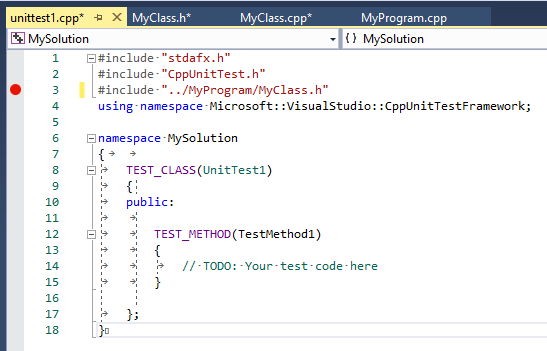 unittest1.cpp* MyClass.h* MyClass.cpp* MyProgram.cpp
MySolution {} MySolution
1 #include "stdafx.h"
2 #include "CppUnitTest.h"
3 #include "../MyProgram/MyClass.h"
4 using namespace Microsoft::VisualStudio::CppUnitTestFramework;
5
6 namespace MySolution
7 {
8 TEST_CLASS(UnitTest1)
9 {
10 public:
11
12 TEST_METHOD(TestMethod1)
13 {
14 // TODO: Your test code here
15 }
16
17 };
18 }